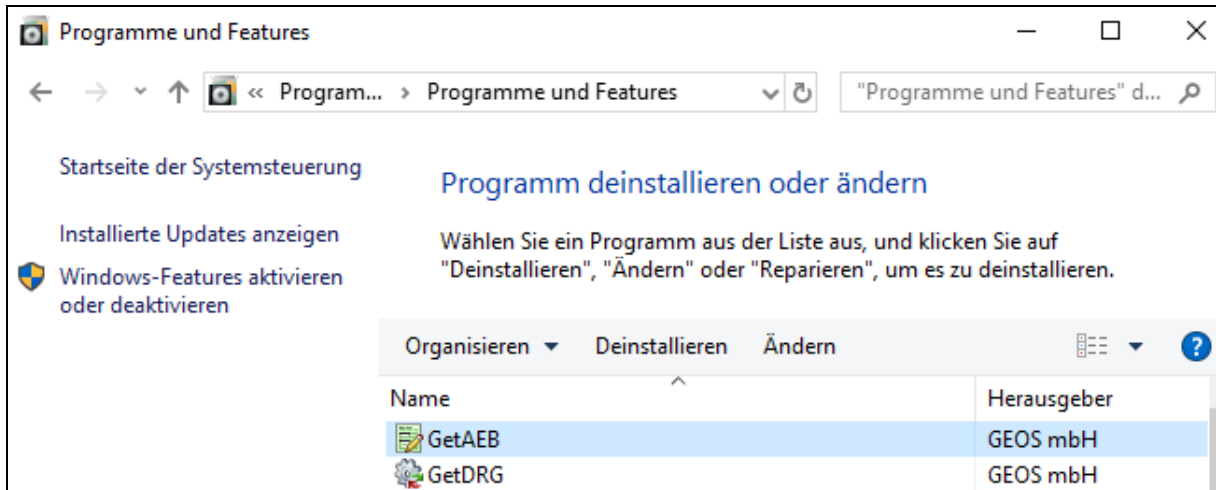 Programme und Features
« Program... › Programme und Features
"Programme und Features" d...
Startseite der Systemsteuerung
Installierte Updates anzeigen
Windows-Features aktivieren
oder deaktivieren
Programm deinstallieren oder ändern
Wählen Sie ein Programm aus der Liste aus, und klicken Sie auf
"Deinstallieren", "Ändern" oder "Reparieren", um es zu deinstallieren.
Organisieren Deinstallieren Ändern
Name Herausgeber
GetAEB GEOS mbH
GetDRG GEOS mbH